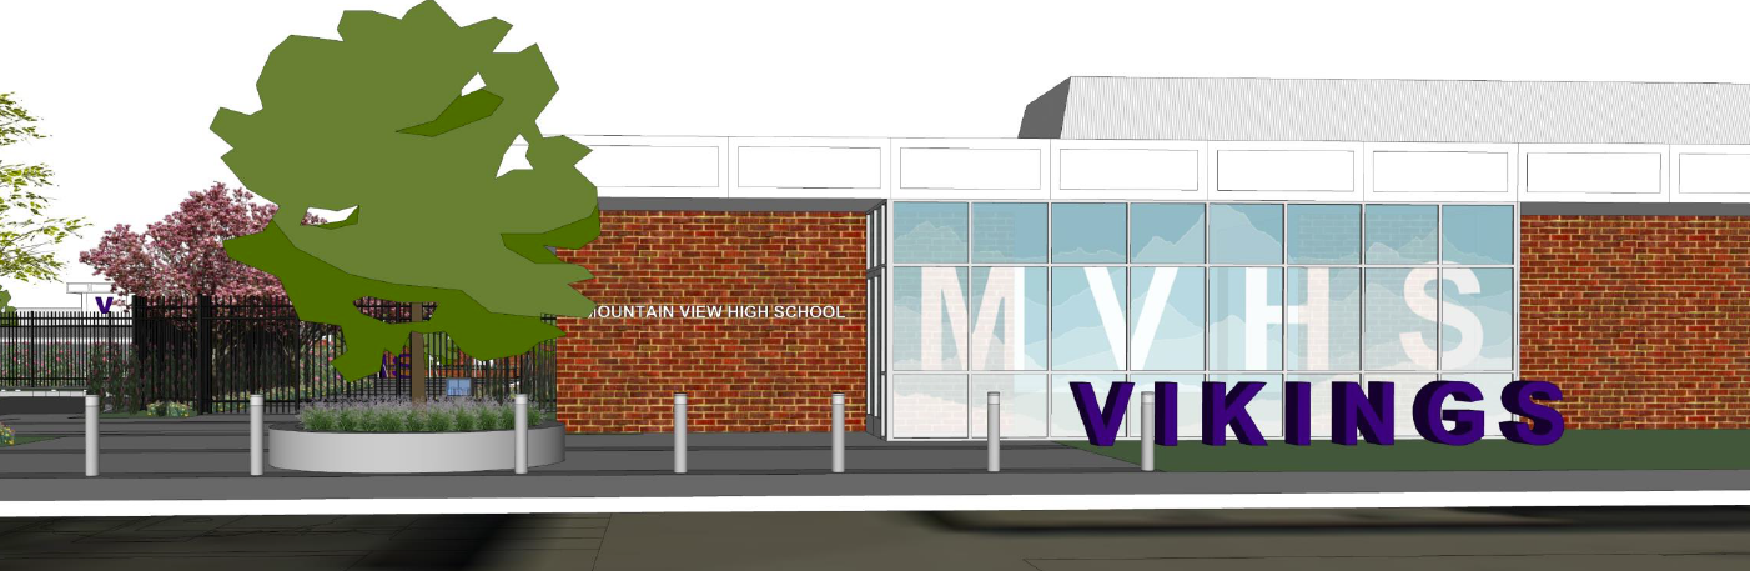 V
MOUNTAIN VIEW HIGH SCHOOL
MVHS
VIKINGS